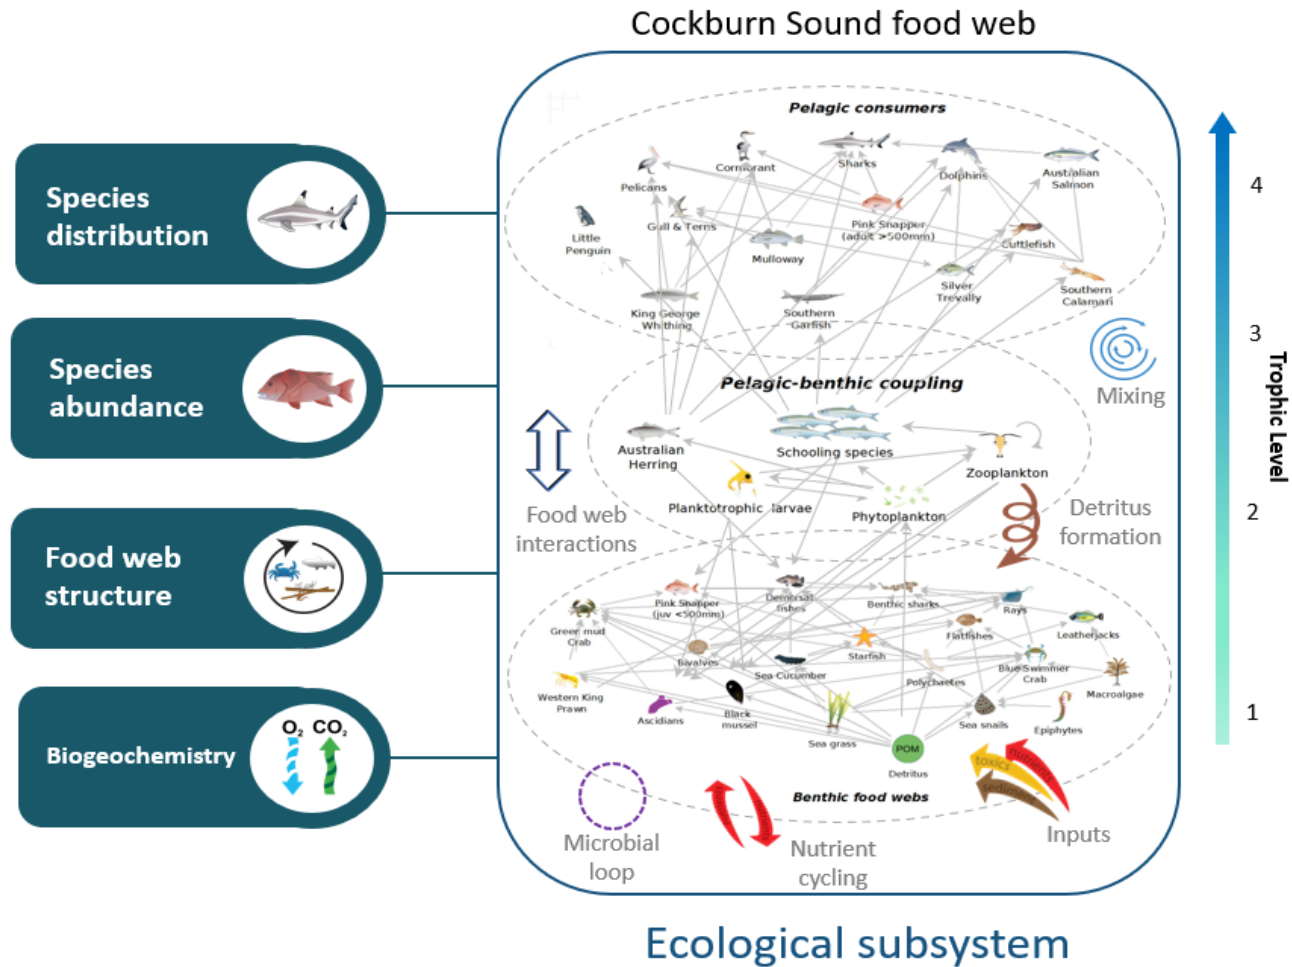 Cockburn Sound food web
Species
distribution
Species
abundance
Food web
structure
Biogeochemistry
O₂ CO₂
Pelagic consumers
Pelicans
Cormorant
Sharks
Dolphins
Australian
Salmon
Little
Penguin
Gull & Terns
Mulloway
Pink Snapper
(adult >500mm)
Cuttlefish
King George
Whithing
Southern
Garfish
Silver
Trevally
Southern
Calamari
Mixing
Pelagic-benthic coupling
Australian
Herring
Schooling species
Zooplankton
Planktotrophic larvae
Phytoplankton
Food web
interactions
Detritus
formation
Green mud
Crab
Pink Snapper
(juv <500mm)
Demersal
fishes
Benthic sharks
Rays
Flatfishes
Leatherjacks
Bivalves
Sea Cucumber
Starfish
Polychaetes
Blue Swimmer
Crab
Macroalgae
Western King
Prawn
Ascidians
Black
mussel
Sea grass
Sea snails
Epiphytes
POM
Detritus
Benthic food webs
toxics
nutrients
sediment
Inputs
Microbial
loop
Nutrient
cycling
4
3
2
1
Trophic Level
Ecological subsystem